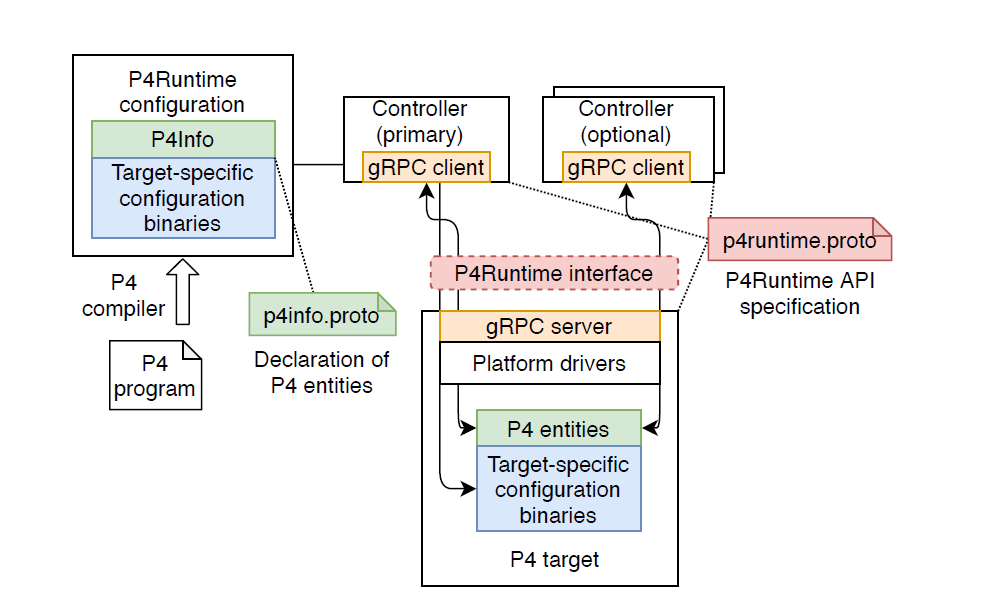 P4Runtime
configuration
P4Info
Target-specific
configuration
binaries
Controller
(primary)
gRPC client
Controller
(optional)
gRPC client
p4runtime.proto
P4Runtime API
specification
P4
compiler
P4
program
p4info.proto
Declaration of
P4 entities
P4Runtime interface
gRPC server
Platform drivers
P4 entities
Target-specific
configuration
binaries
P4 target